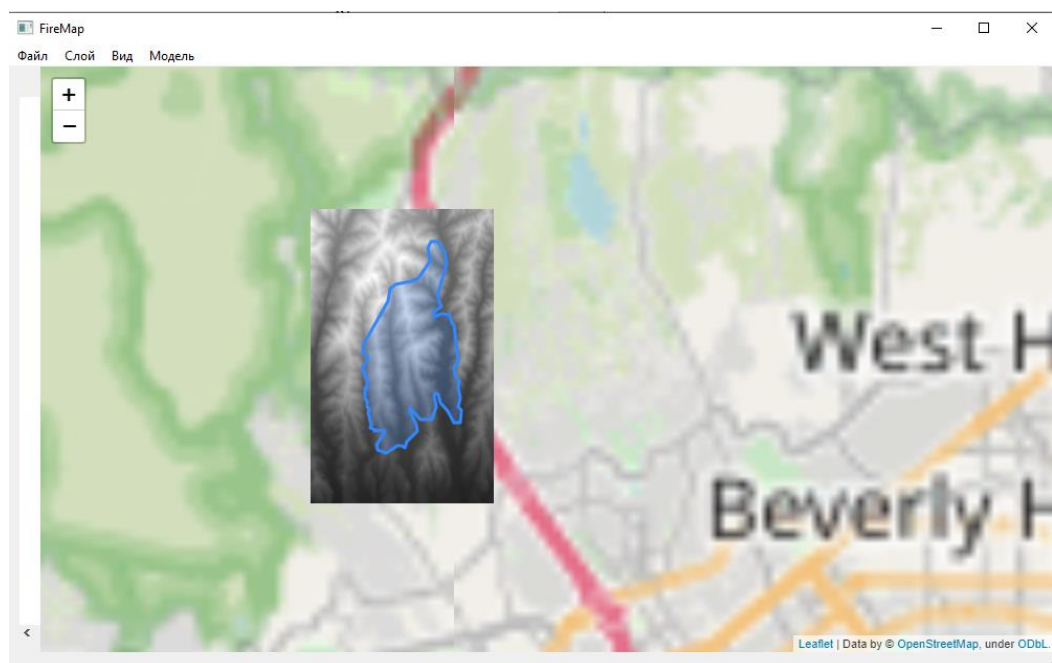 FireMap
Файл Слой Вид Модель
+
−
West H
Beverly H
Leaflet | Data by © OpenStreetMap, under ODbL.